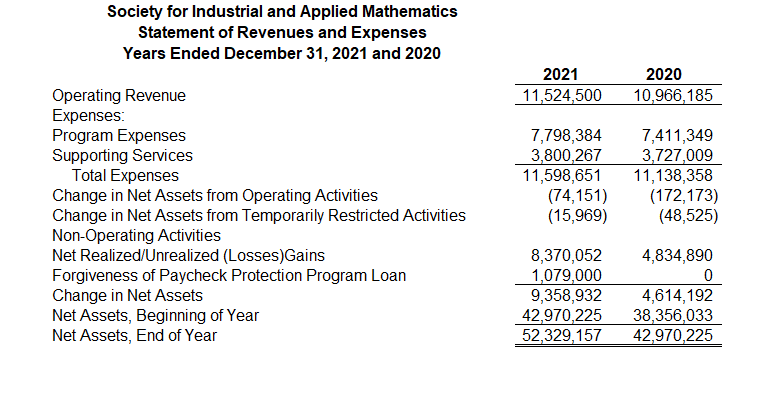 Society for Industrial and Applied Mathematics
Statement of Revenues and Expenses
Years Ended December 31, 2021 and 2020
2021 2020
Operating Revenue 11,524,500 10,966,185
Expenses:
Program Expenses 7,798,384 7,411,349
Supporting Services 3,800,267 3,727,009
Total Expenses 11,598,651 11,138,358
Change in Net Assets from Operating Activities (74,151) (172,173)
Change in Net Assets from Temporarily Restricted Activities (15,969) (48,525)
Non-Operating Activities
Net Realized/Unrealized (Losses)Gains 8,370,052 4,834,890
Forgiveness of Paycheck Protection Program Loan 1,079,000 0
Change in Net Assets 9,358,932 4,614,192
Net Assets, Beginning of Year 42,970,225 38,356,033
Net Assets, End of Year 52,329,157 42,970,225